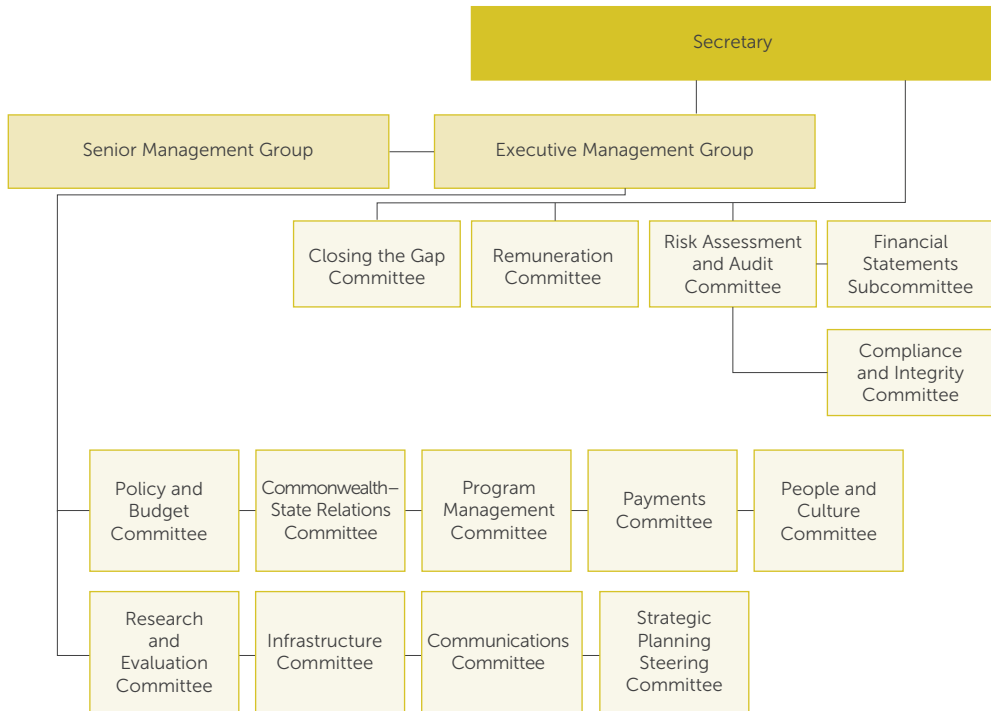 Secretary
Senior Management Group
Executive Management Group
Closing the Gap
Committee
Remuneration
Committee
Risk Assessment
and Audit
Committee
Financial
Statements
Subcommittee
Compliance
and Integrity
Committee
Policy and
Budget
Committee
Commonwealth–
State Relations
Committee
Program
Management
Committee
Payments
Committee
People and
Culture
Committee
Research
and
Evaluation
Committee
Infrastructure
Committee
Communications
Committee
Strategic
Planning
Steering
Committee